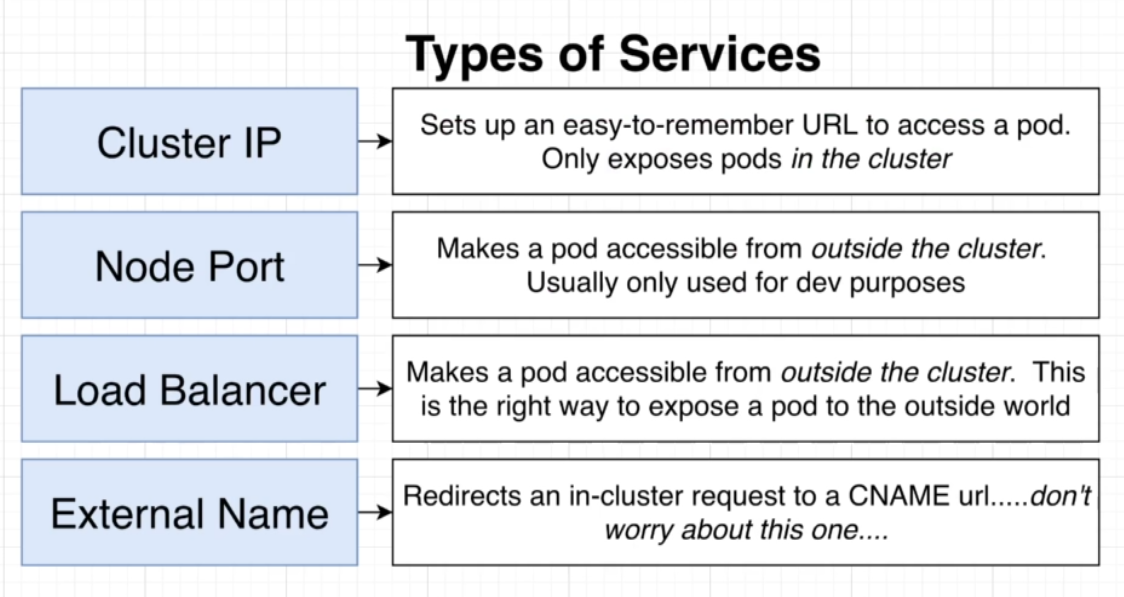 Types of Services
Cluster IP
Sets up an easy-to-remember URL to access a pod.
Only exposes pods in the cluster
Node Port
Makes a pod accessible from outside the cluster.
Usually only used for dev purposes
Load Balancer
Makes a pod accessible from outside the cluster.  This
is the right way to expose a pod to the outside world
External Name
Redirects an in-cluster request to a CNAME url.....don't
worry about this one....